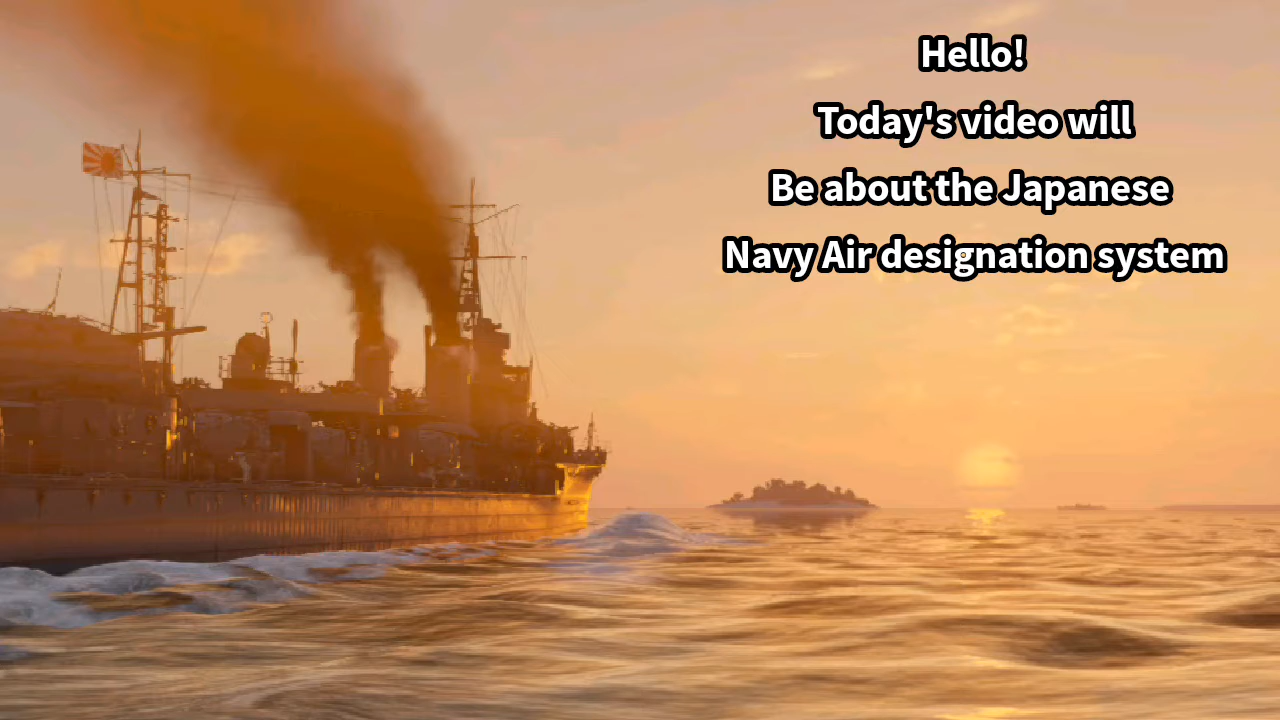 Hello!
Today's video will
Be about the Japanese
Navy Air designation system